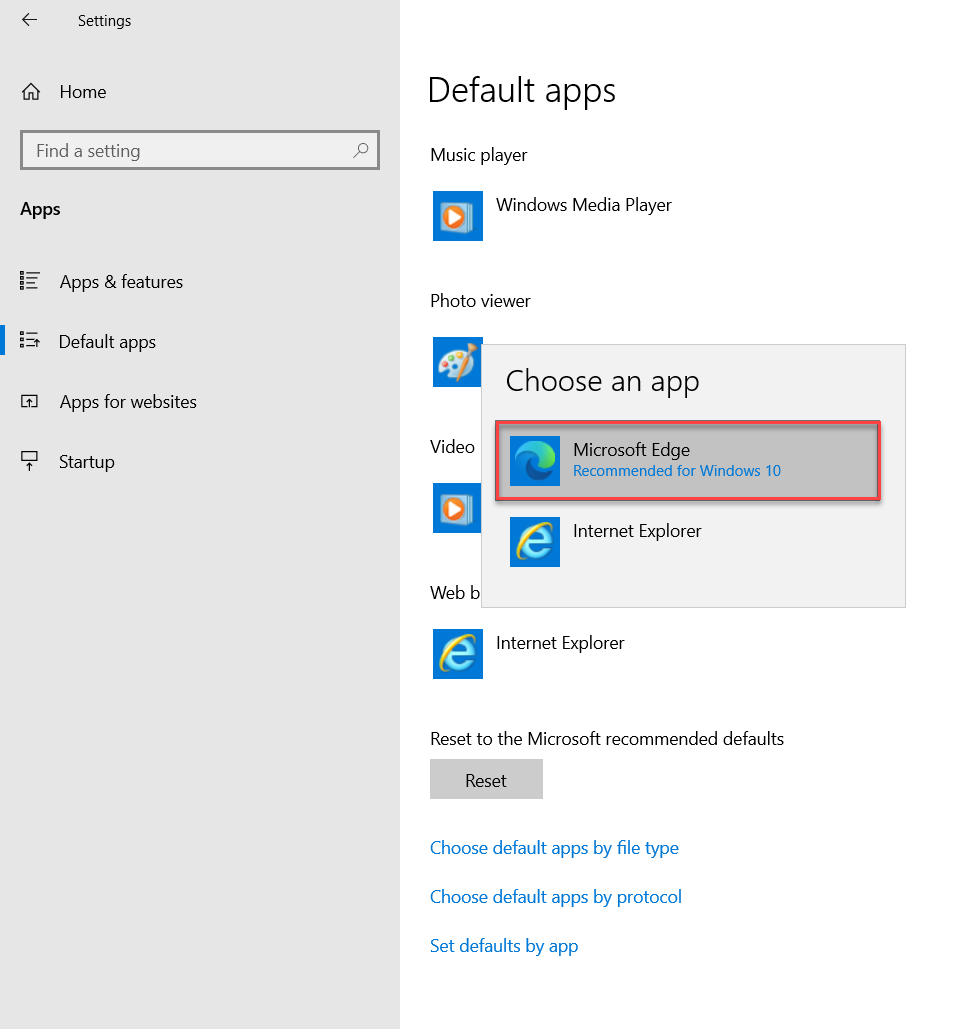 Settings
Home
Find a setting
Apps
Apps & features
Default apps
Apps for websites
Startup
Default apps
Music player
Windows Media Player
Photo viewer
Choose an app
Video
Microsoft Edge
Recommended for Windows 10
Internet Explorer
Web b
Internet Explorer
Reset to the Microsoft recommended defaults
Reset
Choose default apps by file type
Choose default apps by protocol
Set defaults by app